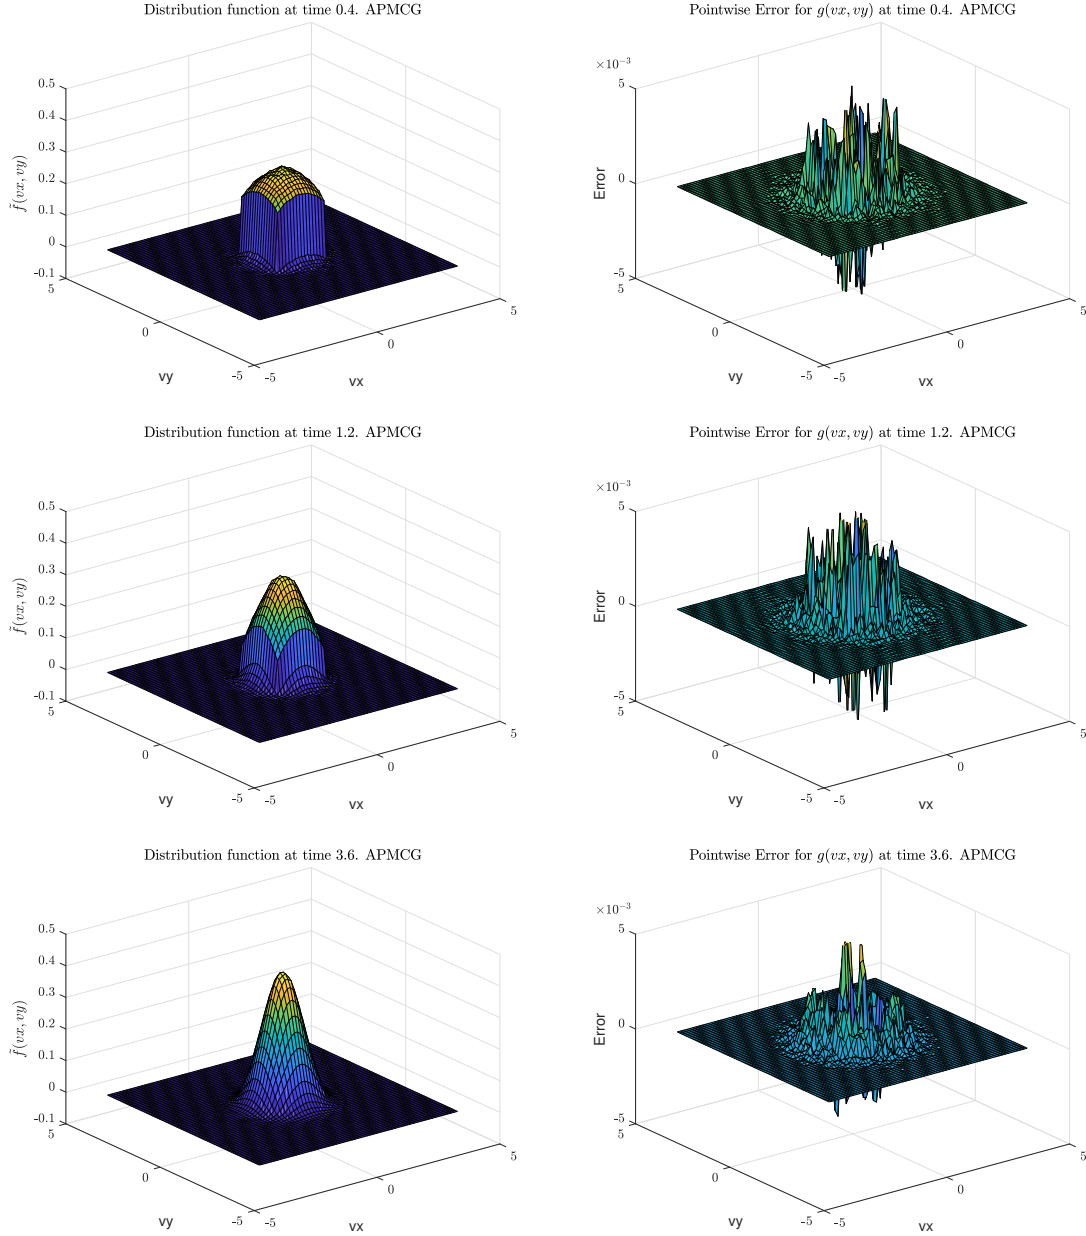 Distribution function at time 0.4. APMCG
0.5
0.4
0.3
0.2
0.1
0
-0.1
f̃(vx, vy)
5
0
-5
vy
-5
0
5
vx
Pointwise Error for g(vx, vy) at time 0.4. APMCG
×10⁻³
5
0
-5
Error
5
0
-5
vy
-5
0
5
vx
Distribution function at time 1.2. APMCG
0.5
0.4
0.3
0.2
0.1
0
-0.1
f̃(vx, vy)
5
0
-5
vy
-5
0
5
vx
Pointwise Error for g(vx, vy) at time 1.2. APMCG
×10⁻³
5
0
-5
Error
5
0
-5
vy
-5
0
5
vx
Distribution function at time 3.6. APMCG
0.5
0.4
0.3
0.2
0.1
0
-0.1
f̃(vx, vy)
5
0
-5
vy
-5
0
5
vx
Pointwise Error for g(vx, vy) at time 3.6. APMCG
×10⁻³
5
0
-5
Error
5
0
-5
vy
-5
0
5
vx